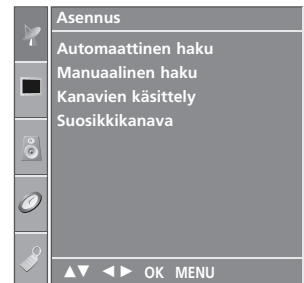 Asennus
Automaattinen haku
Manuaalinen haku
Kanavien käsittely
Suosikkikanava
▲▼ ◄► OK MENU